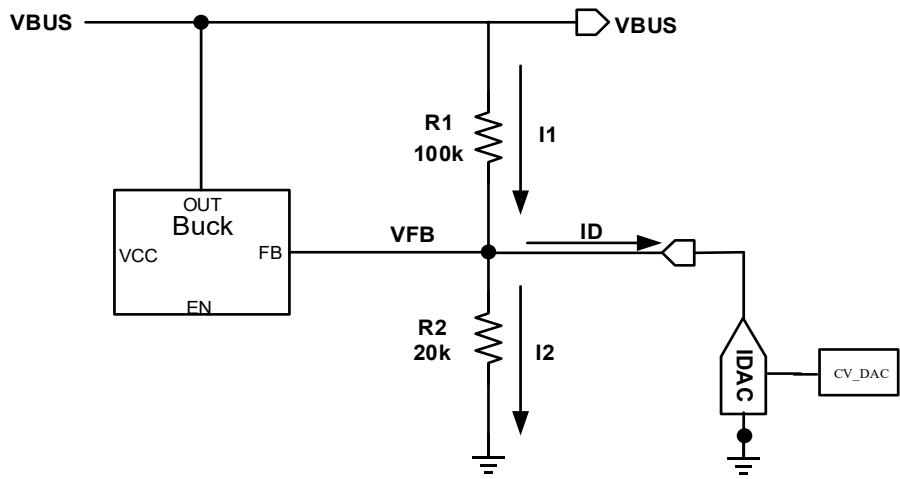 VBUS
VBUS
R1
100k
I1
OUT
Buck
VCC
FB
EN
VFB
ID
R2
20k
I2
IDAC
CV_DAC